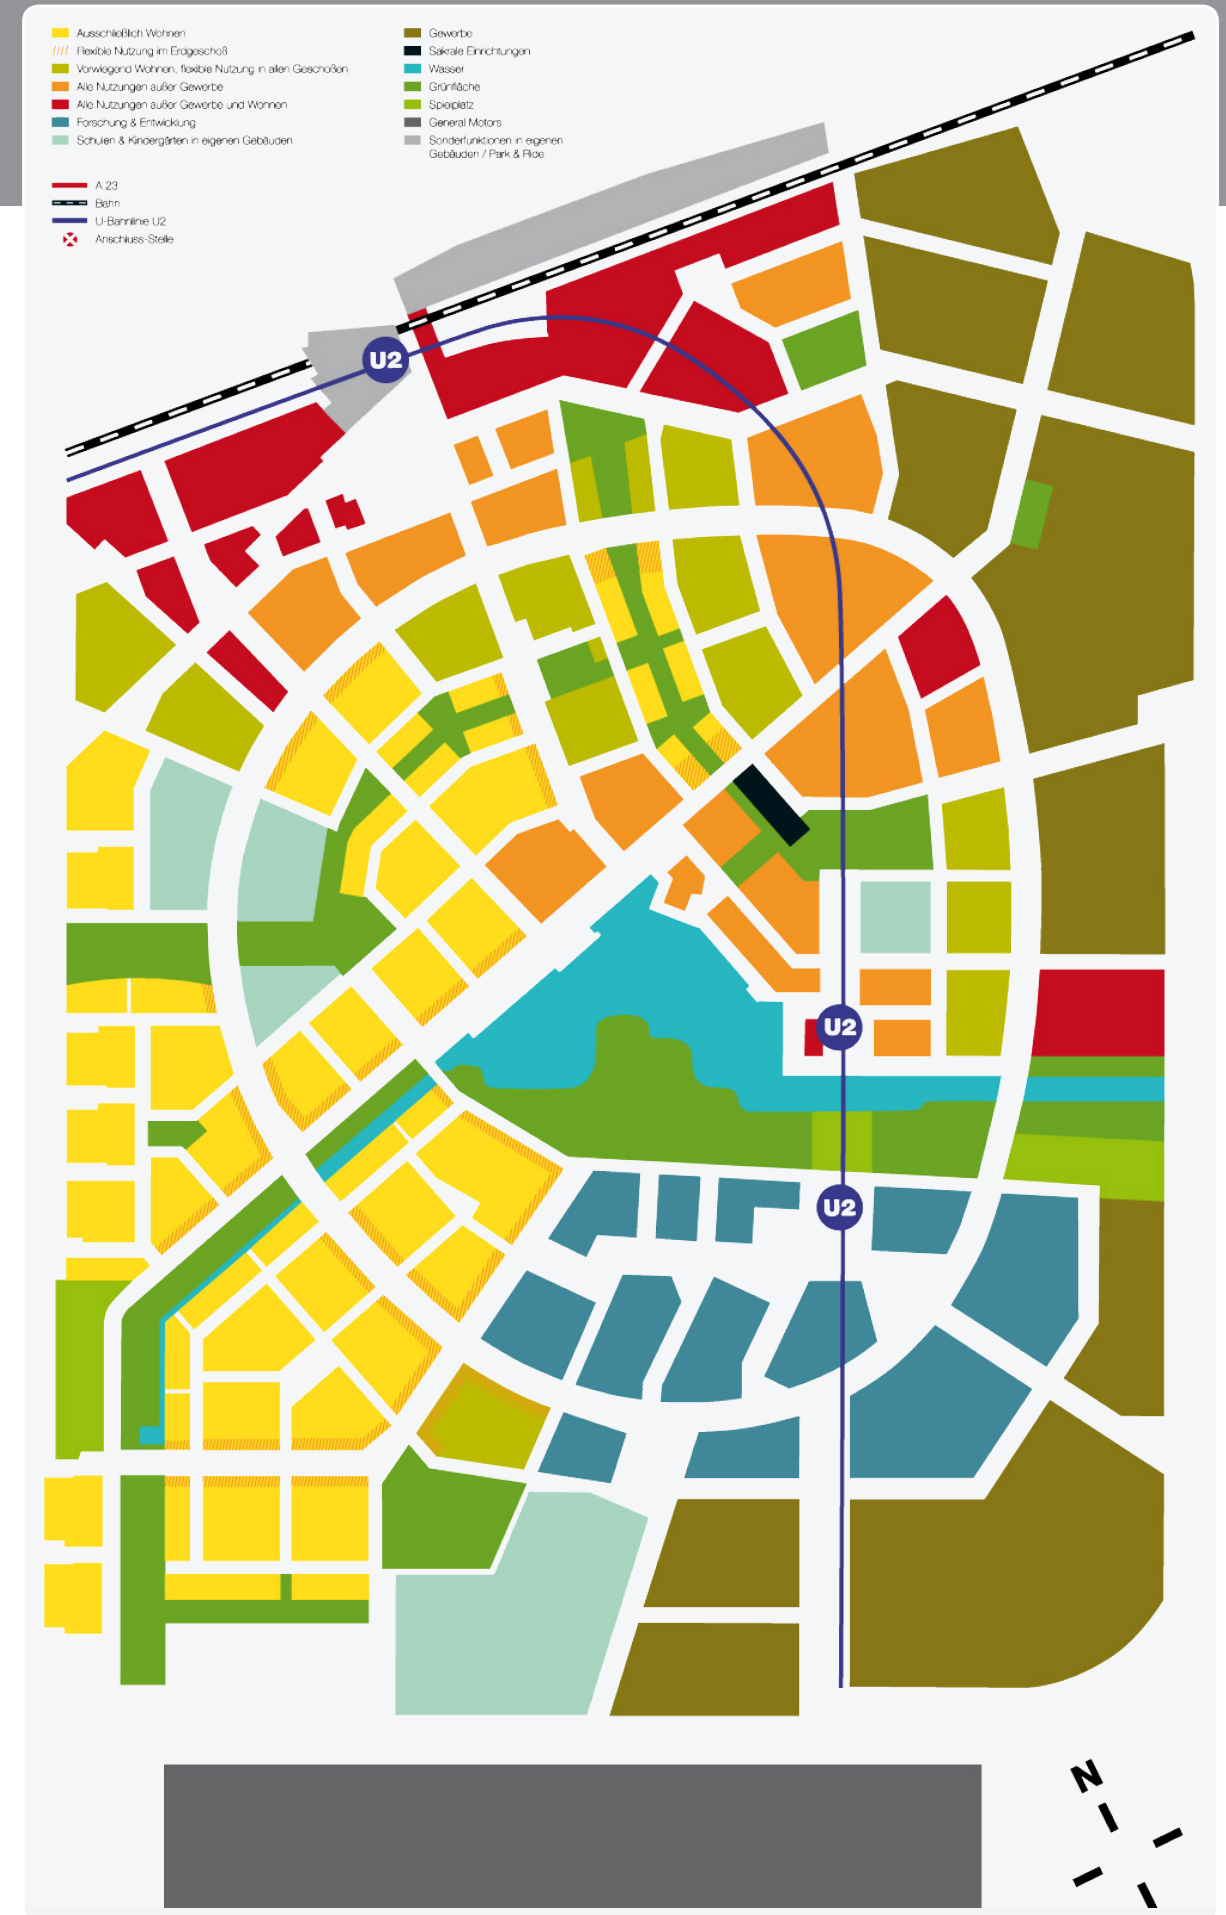 Ausschließlich Wohnen
Flexible Nutzung im Erdgeschoß
Vorwiegend Wohnen, flexible Nutzung in allen Geschoßen
Alle Nutzungen außer Gewerbe
Alle Nutzungen außer Gewerbe und Wohnen
Forschung & Entwicklung
Schulen & Kindergärten in eigenen Gebäuden
Gewerbe
Sakrale Einrichtungen
Wasser
Grünfläche
Spielplatz
General Motors
Sonderfunktionen in eigenen
Gebäuden / Park & Ride
A 23
Bahn
U-Bahnlinie U2
Anschluss-Stelle
U2
U2
U2
N